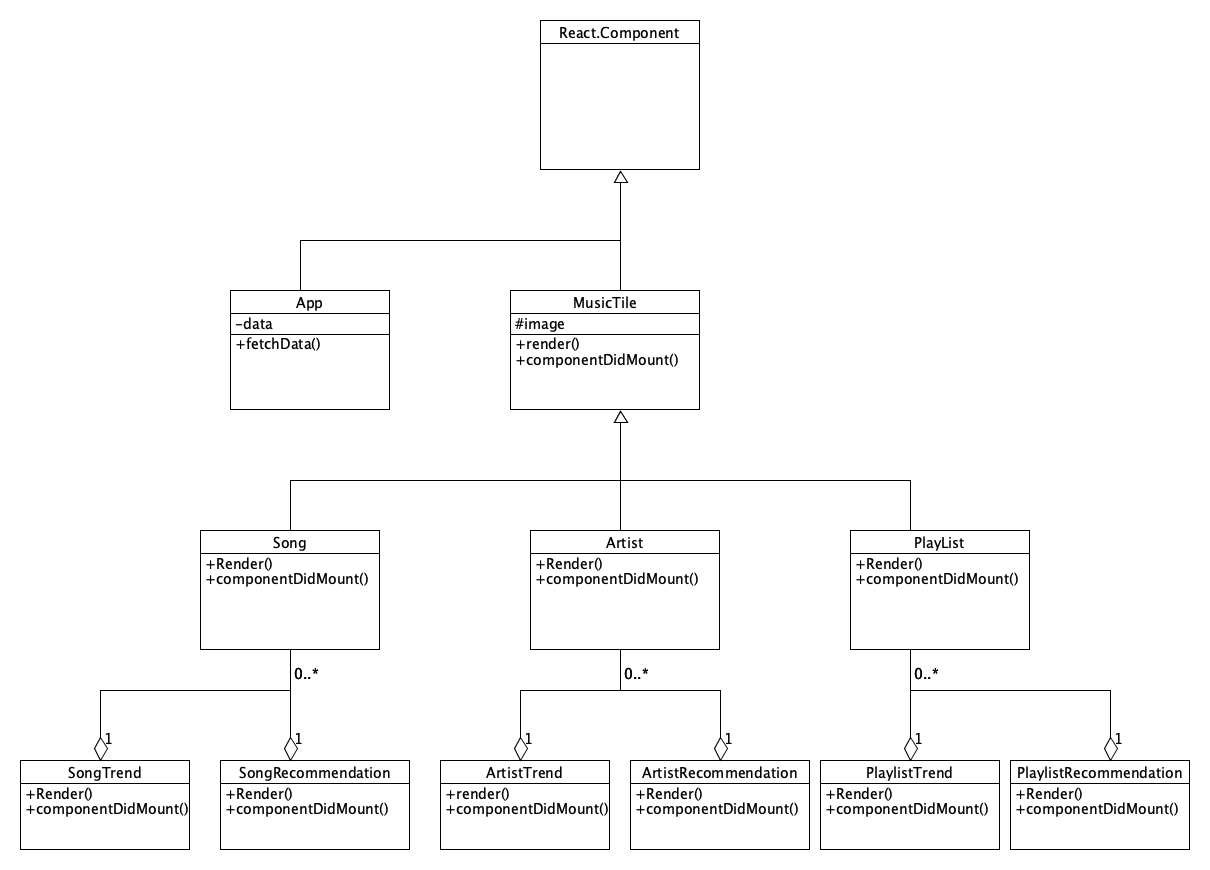 React.Component
App
-data
+fetchData()
MusicTile
#image
+render()
+componentDidMount()
Song
+Render()
+componentDidMount()
Artist
+Render()
+componentDidMount()
PlayList
+Render()
+componentDidMount()
0..*
0..*
0..*
1
1
1
1
1
1
SongTrend
+Render()
+componentDidMount()
SongRecommendation
+Render()
+componentDidMount()
ArtistTrend
+render()
+componentDidMount()
ArtistRecommendation
+Render()
+componentDidMount()
PlaylistTrend
+Render()
+componentDidMount()
PlaylistRecommendation
+Render()
+componentDidMount()